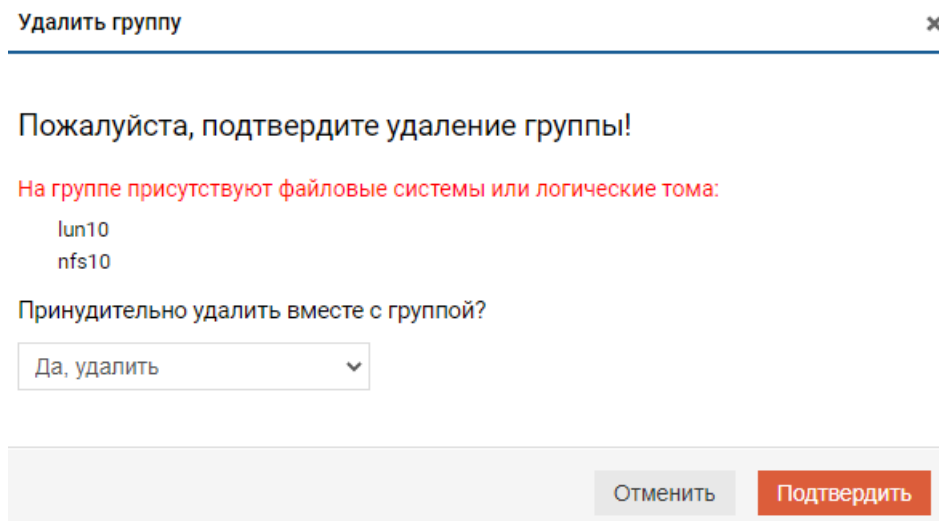 Удалить группу
Пожалуйста, подтвердите удаление группы!
На группе присутствуют файловые системы или логические тома:
lun10
nfs10
Принудительно удалить вместе с группой?
Да, удалить
Отменить
Подтвердить